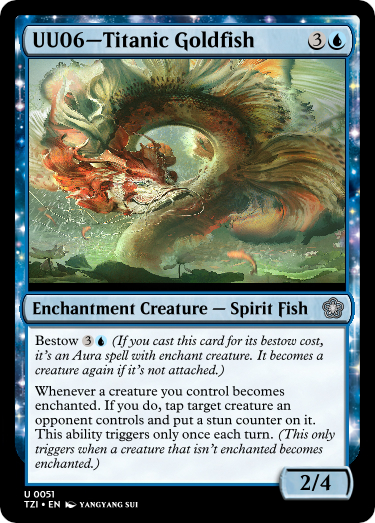 UU06—Titanic Goldfish 3
Enchantment Creature — Spirit Fish
Bestow 3 (If you cast this card for its bestow cost,
it's an Aura spell with enchant creature. It becomes a
creature again if it's not attached.)
Whenever a creature you control becomes
enchanted. If you do, tap target creature an
opponent controls and put a stun counter on it.
This ability triggers only once each turn. (This only
triggers when a creature that isn't enchanted becomes
enchanted.)
2/4
U 0051
TZI • EN YANGYANG SUI